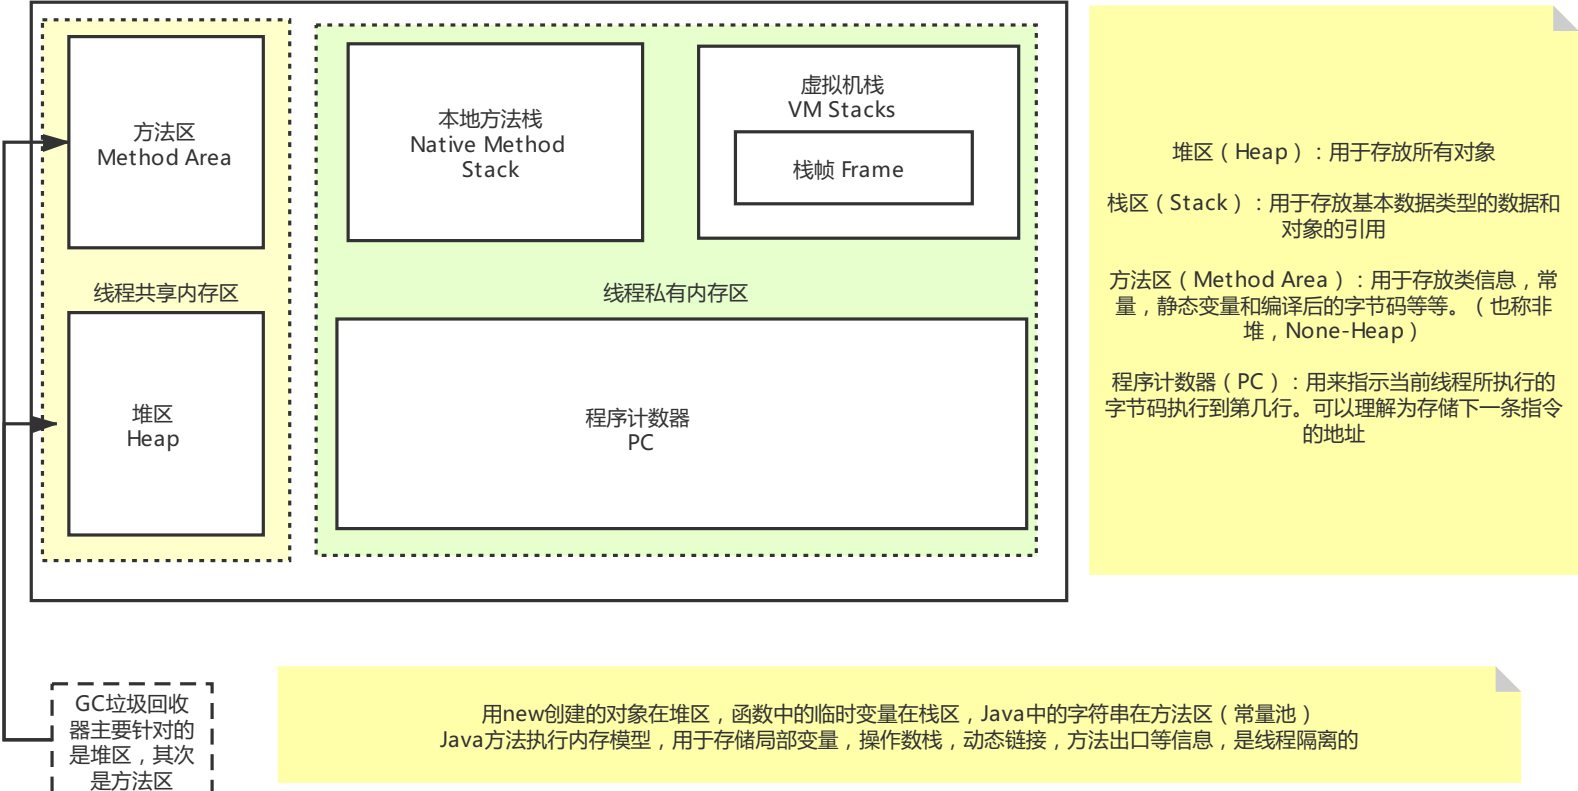 方法区
Method Area
线程共享内存区
堆区
Heap
本地方法栈
Native Method
Stack
虚拟机栈
VM Stacks
栈帧 Frame
线程私有内存区
程序计数器
PC
堆区（Heap）：用于存放所有对象
栈区（Stack）：用于存放基本数据类型的数据和
对象的引用
方法区（Method Area）：用于存放类信息，常
量，静态变量和编译后的字节码等等。（也称非
堆，None-Heap）
程序计数器（PC）：用来指示当前线程所执行的
字节码执行到第几行。可以理解为存储下一条指令
的地址
GC垃圾回收
器主要针对的
是堆区，其次
是方法区
用new创建的对象在堆区，函数中的临时变量在栈区，Java中的字符串在方法区（常量池）
Java方法执行内存模型，用于存储局部变量，操作数栈，动态链接，方法出口等信息，是线程隔离的